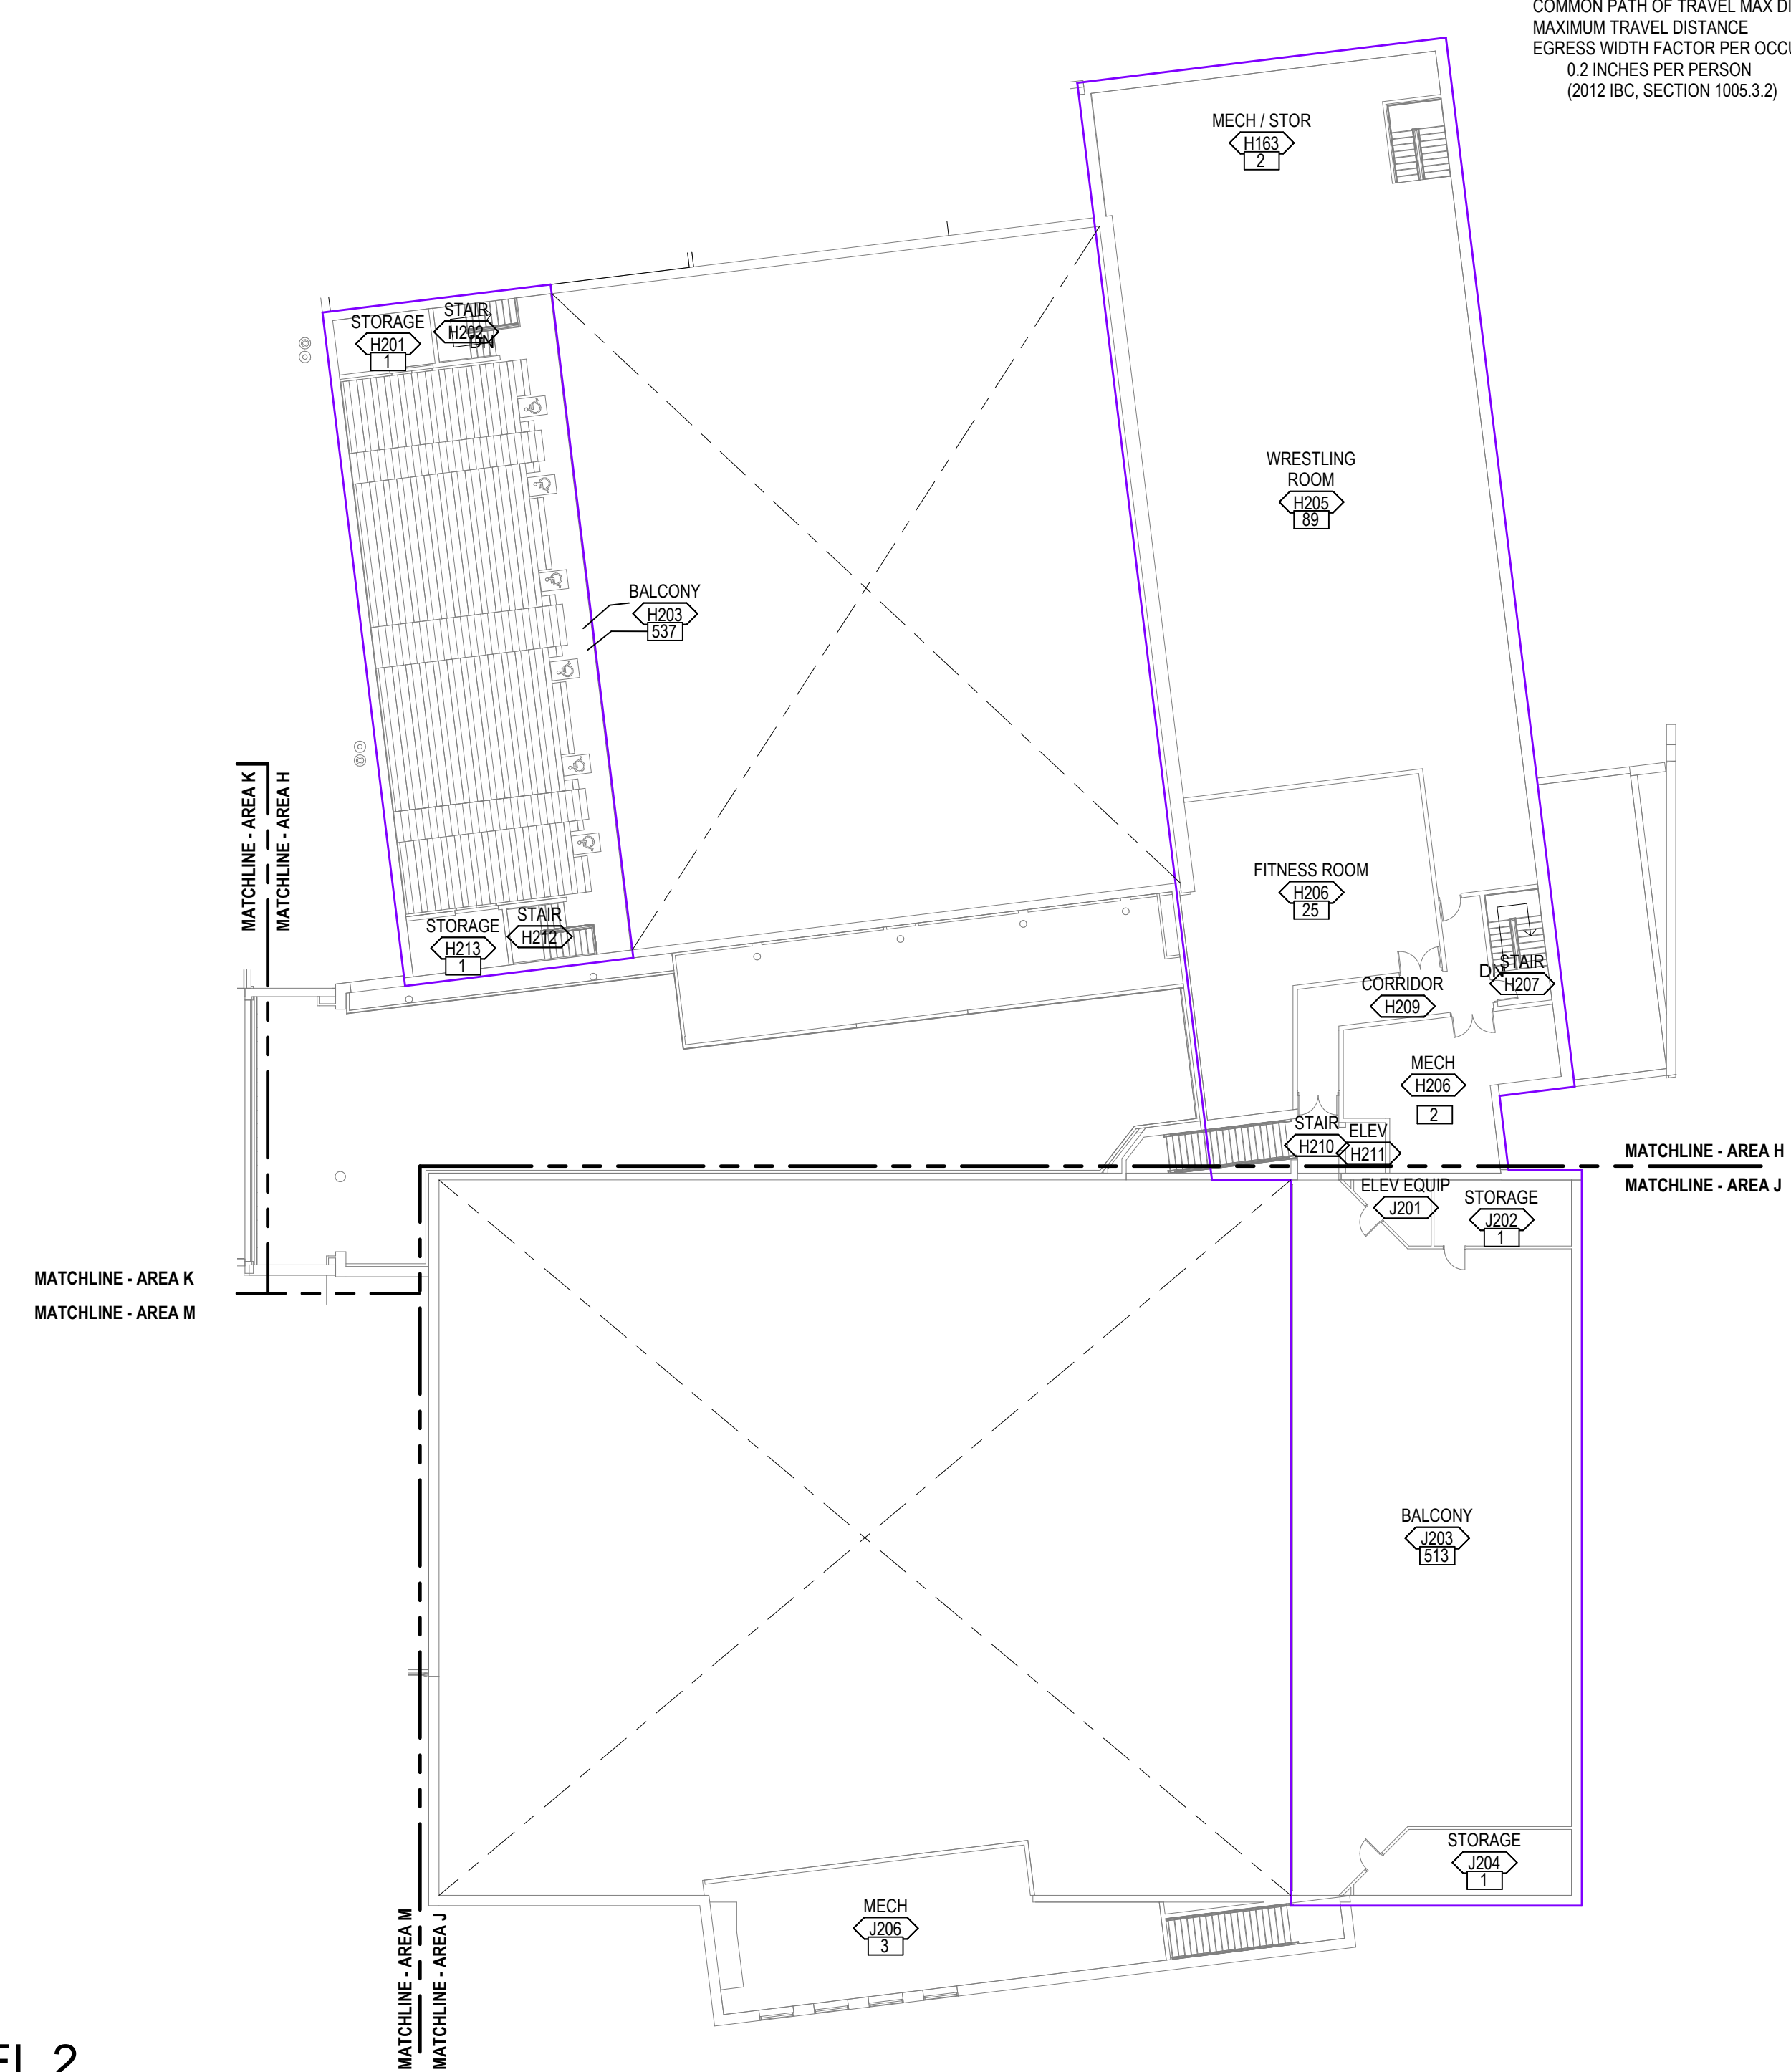 COMMON PATH OF TRAVEL MAX
MAXIMUM TRAVEL DISTANCE
EGRESS WIDTH FACTOR PER
0.2 INCHES PER PERSON
(2012 IBC, SECTION 1005.3.2)
MECH / STOR
H163
2
STORAGE
H201
1
STAIR
H202
DN
WRESTLING
ROOM
H205
89
BALCONY
H203
537
MATCHLINE - AREA K
MATCHLINE - AREA H
FITNESS ROOM
H206
25
STORAGE
H213
1
STAIR
H212
DN
STAIR
H207
CORRIDOR
H209
MECH
H206
2
STAIR
H210
ELEV
H211
MATCHLINE - AREA H
MATCHLINE - AREA J
ELEV EQUIP
J201
STORAGE
J202
1
MATCHLINE - AREA K
MATCHLINE - AREA M
BALCONY
J203
513
STORAGE
J204
1
MECH
J206
3
MATCHLINE - AREA M
MATCHLINE - AREA J
2